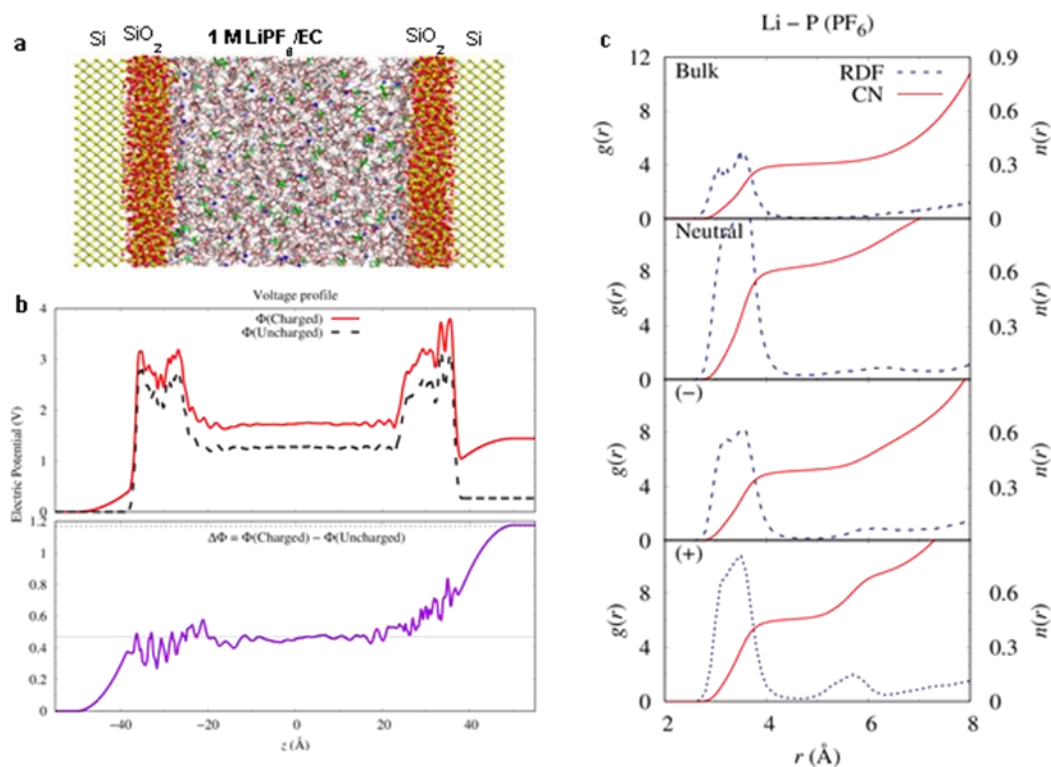 a
Si SiO2 1 M LiPF6/EC SiO2 Si
b
Voltage profile
Φ(Charged)
Φ(Uncharged)
Electric Potential (V)
4
3
2
1
0
ΔΦ = Φ(Charged) − Φ(Uncharged)
1.2
1
0.8
0.6
0.4
0.2
0
−40 −20 0 20 40
z (Å)
c
Li – P (PF6)
Bulk
RDF
CN
g(r)
12
8
4
0
n(r)
0.9
0.6
0.3
0
Neutral
g(r)
8
4
0
n(r)
0.6
0.3
(−)
g(r)
8
4
0
n(r)
0.6
0.3
0
(+)
g(r)
8
4
0
n(r)
0.6
0.3
0
2 4 6 8
r (Å)